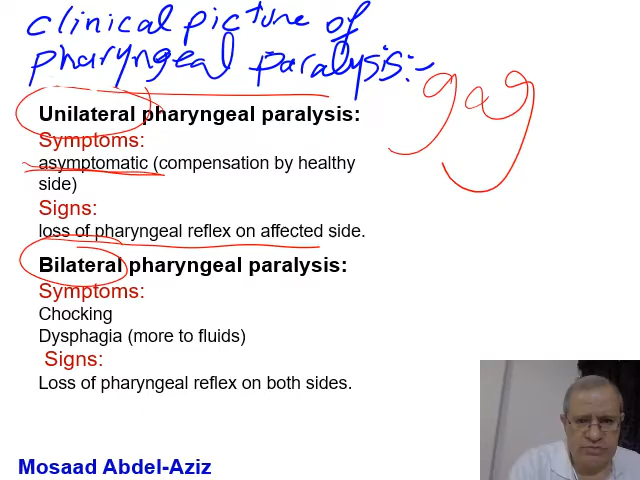 clinical picture of
pharyngeal paralysis:-
gag
Unilateral pharyngeal paralysis:
Symptoms:
asymptomatic (compensation by healthy
side)
Signs:
loss of pharyngeal reflex on affected side.
Bilateral pharyngeal paralysis:
Symptoms:
Chocking
Dysphagia (more to fluids)
Signs:
Loss of pharyngeal reflex on both sides.
Mosaad Abdel-Aziz